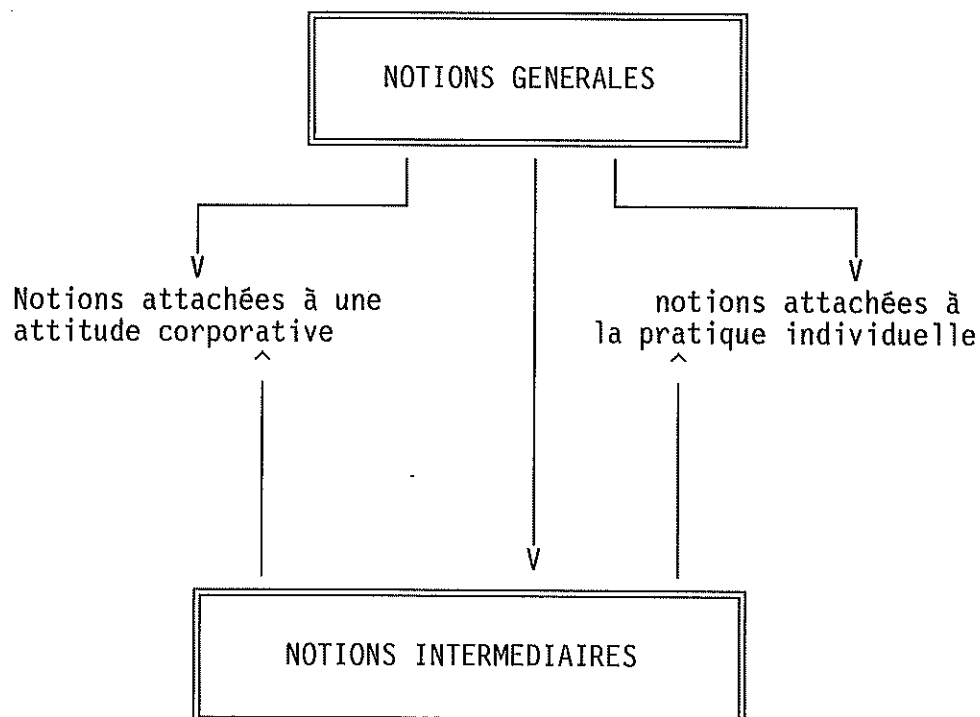 NOTIONS GENERALES
Notions attachées à une
attitude corporative
notions attachées à
la pratique individuelle
NOTIONS INTERMEDIAIRES